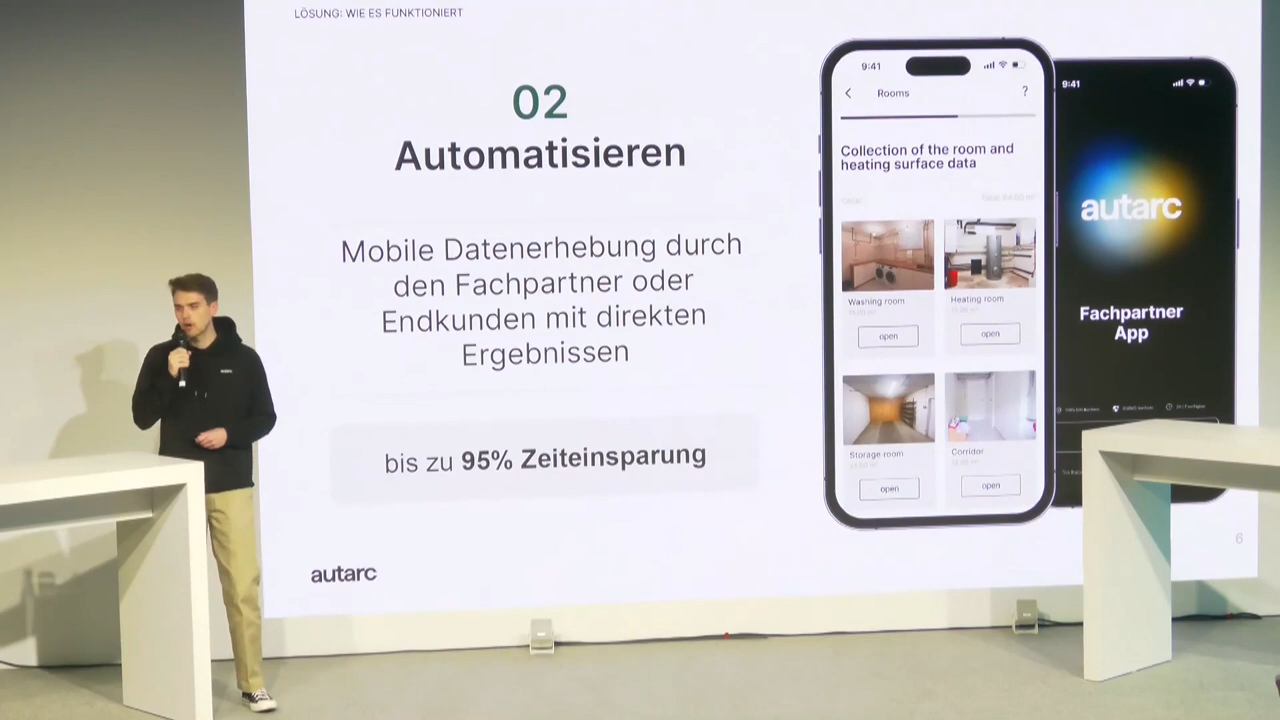 LÖSUNG: WIE ES FUNKTIONIERT
02
Automatisieren
Mobile Datenerhebung durch
den Fachpartner oder
Endkunden mit direkten
Ergebnissen
bis zu 95% Zeiteinsparung
autarc
6
9:41
Rooms
?
Collection of the room and
heating surface data
Washing room
open
Heating room
open
Storage room
open
Corridor
open
9:41
autarc
Fachpartner
App